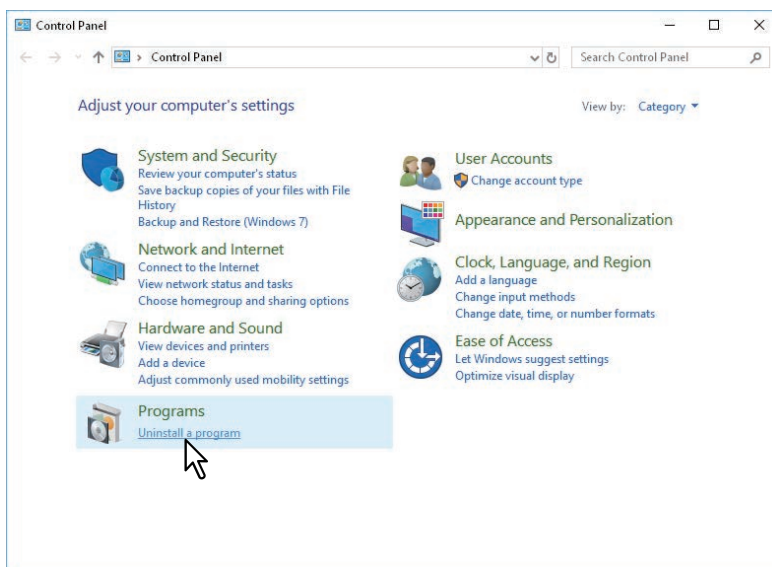 Control Panel
Control Panel
Search Control Panel
Adjust your computer's settings
View by: Category
System and Security
Review your computer's status
Save backup copies of your files with File
History
Backup and Restore (Windows 7)
Network and Internet
Connect to the Internet
View network status and tasks
Choose homegroup and sharing options
Hardware and Sound
View devices and printers
Add a device
Adjust commonly used mobility settings
Programs
Uninstall a program
User Accounts
Change account type
Appearance and Personalization
Clock, Language, and Region
Add a language
Change input methods
Change date, time, or number formats
Ease of Access
Let Windows suggest settings
Optimize visual display